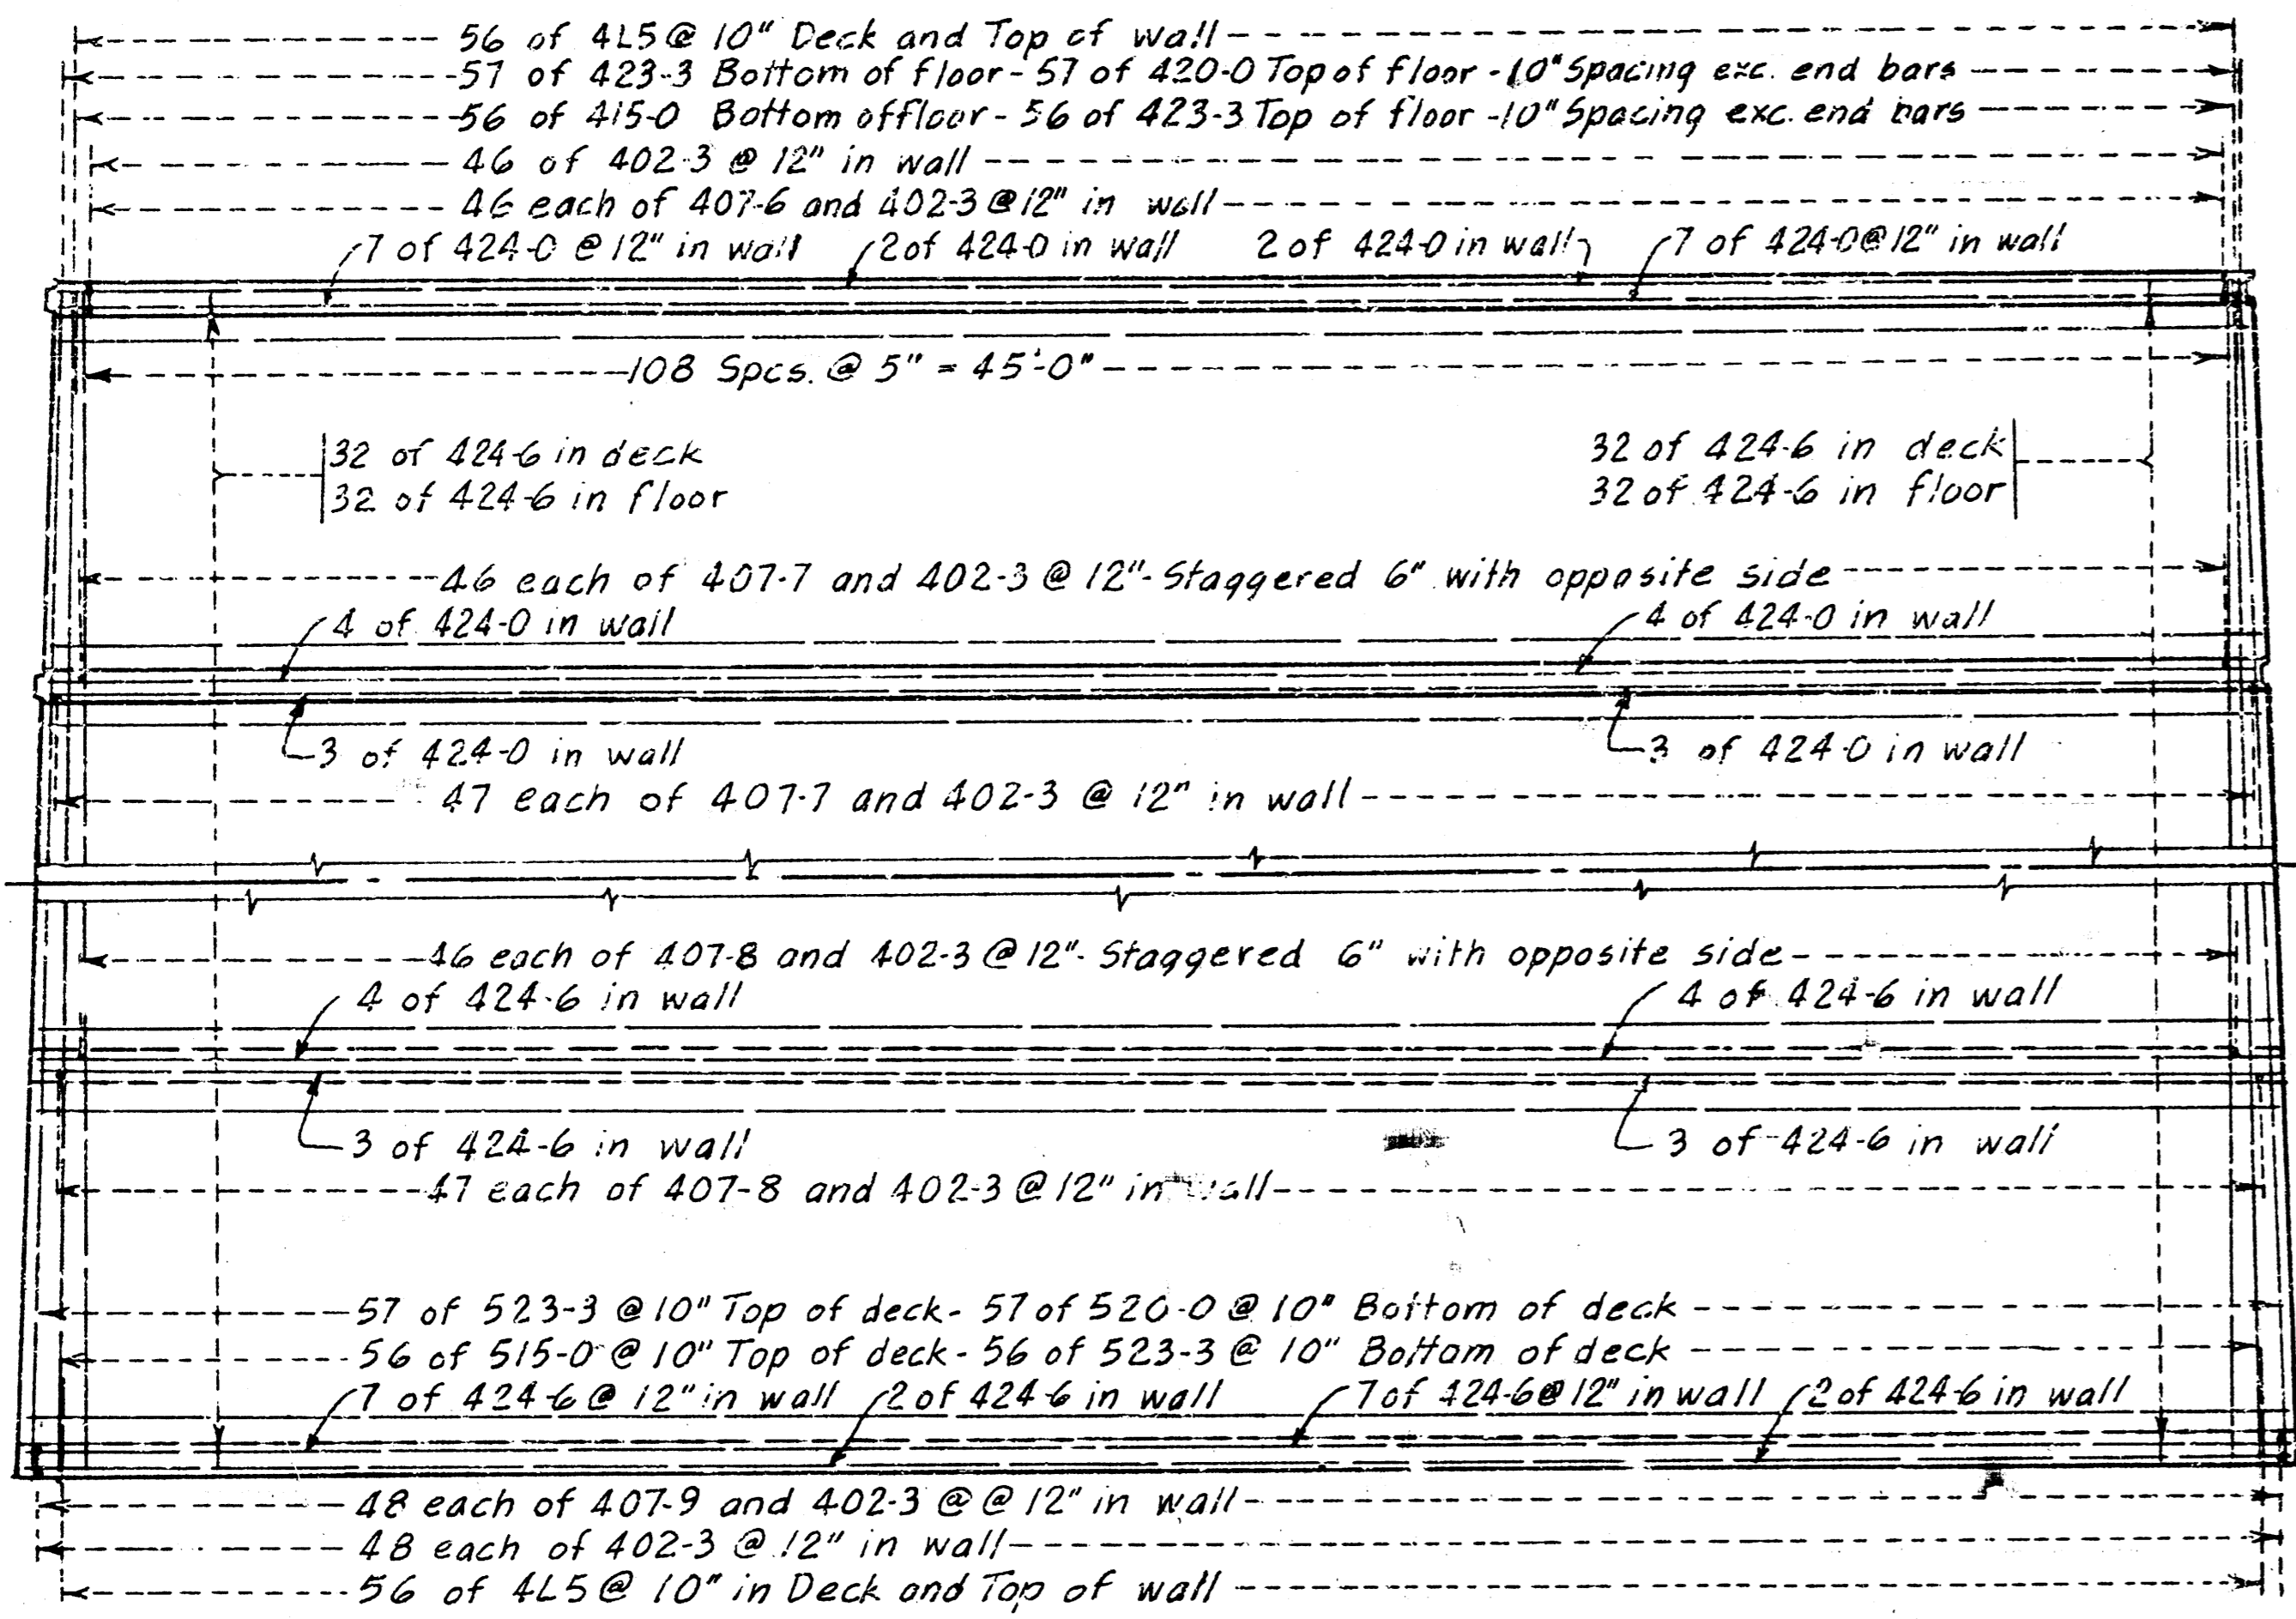 56 of 4L5 @ 10" Deck and Top of wall
57 of 423-3 Bottom of floor - 57 of 420-0 Top of floor - 10" Spacing exc. end bars
56 of 415-0 Bottom of floor - 56 of 423-3 Top of floor - 10" Spacing exc. end bars
46 of 402-3 @ 12" in wall
46 each of 407-6 and 402-3 @ 12" in wall
7 of 424-0 @ 12" in wall 2 of 424-0 in wall 2 of 424-0 in wall 7 of 424-0 @ 12" in wall
108 Spcs. @ 5" = 45'-0"
32 of 424-6 in deck 32 of 424-6 in deck
32 of 424-6 in floor 32 of 424-6 in floor
46 each of 407-7 and 402-3 @ 12" - Staggered 6" with opposite side
4 of 424-0 in wall 4 of 424-0 in wall
3 of 424-0 in wall 3 of 424-0 in wall
47 each of 407-7 and 402-3 @ 12" in wall
46 each of 407-8 and 402-3 @ 12" - Staggered 6" with opposite side
4 of 424-6 in wall 4 of 424-6 in wall
3 of 424-6 in wall 3 of 424-6 in wall
47 each of 407-8 and 402-3 @ 12" in wall
57 of 523-3 @ 10" Top of deck - 57 of 520-0 @ 10" Bottom of deck
56 of 515-0 @ 10" Top of deck - 56 of 523-3 @ 10" Bottom of deck
7 of 424-6 @ 12" in wall 2 of 424-6 in wall 7 of 424-6 @ 12" in wall 2 of 424-6 in wall
48 each of 407-9 and 402-3 @ @ 12" in wall
48 each of 402-3 @ 12" in wall
56 of 4L5 @ 10" in Deck and Top of wall